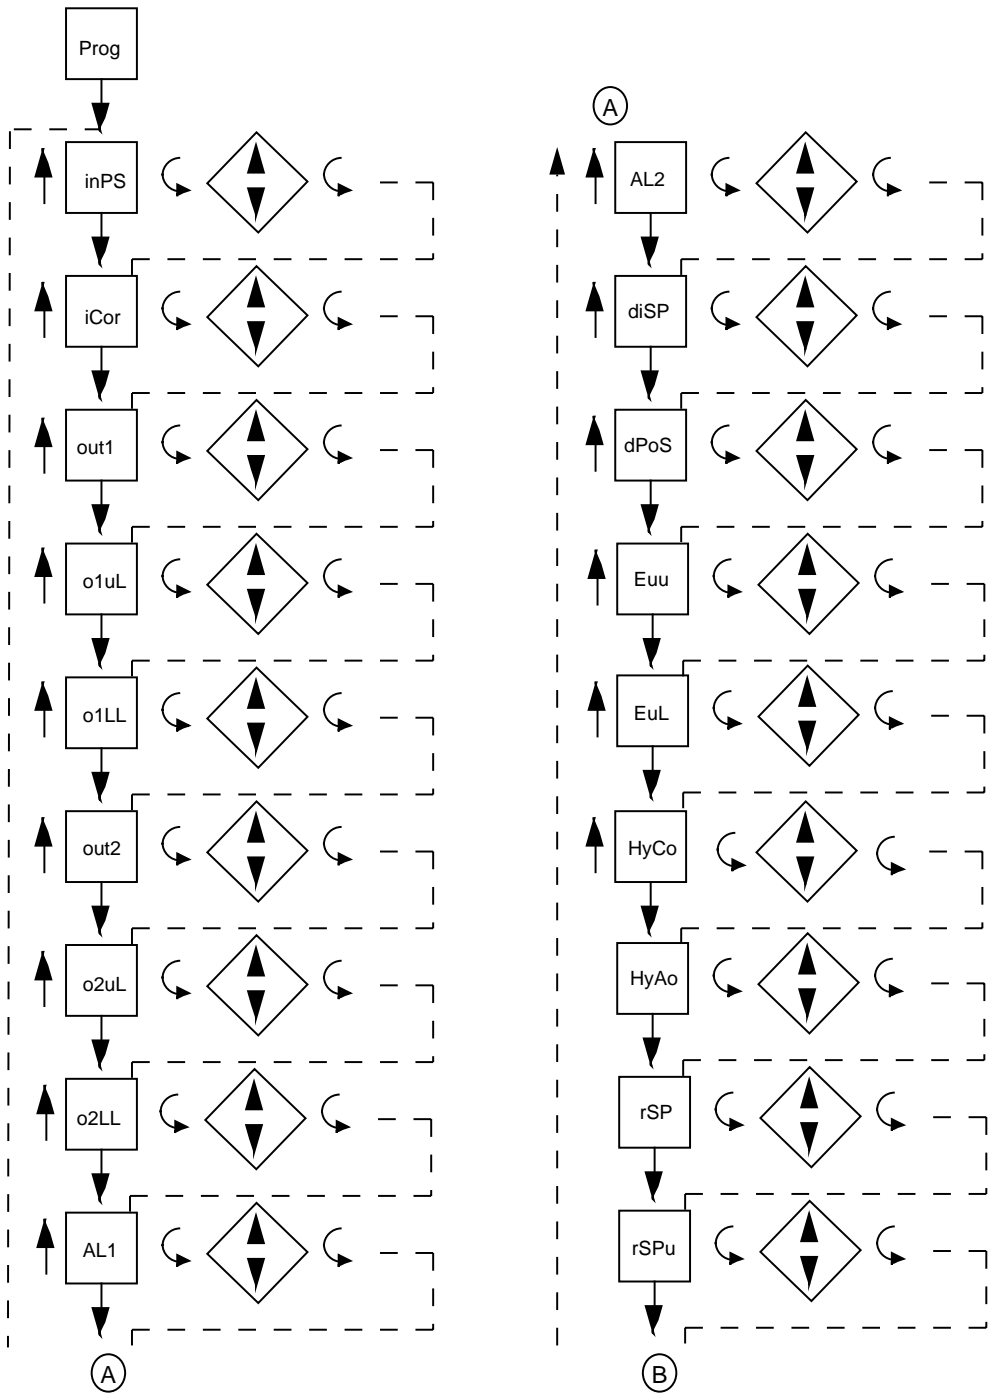 Prog
inPS
iCor
out1
o1uL
o1LL
out2
o2uL
o2LL
AL1
A
A
AL2
diSP
dPoS
Euu
EuL
HyCo
HyAo
rSP
rSPu
B